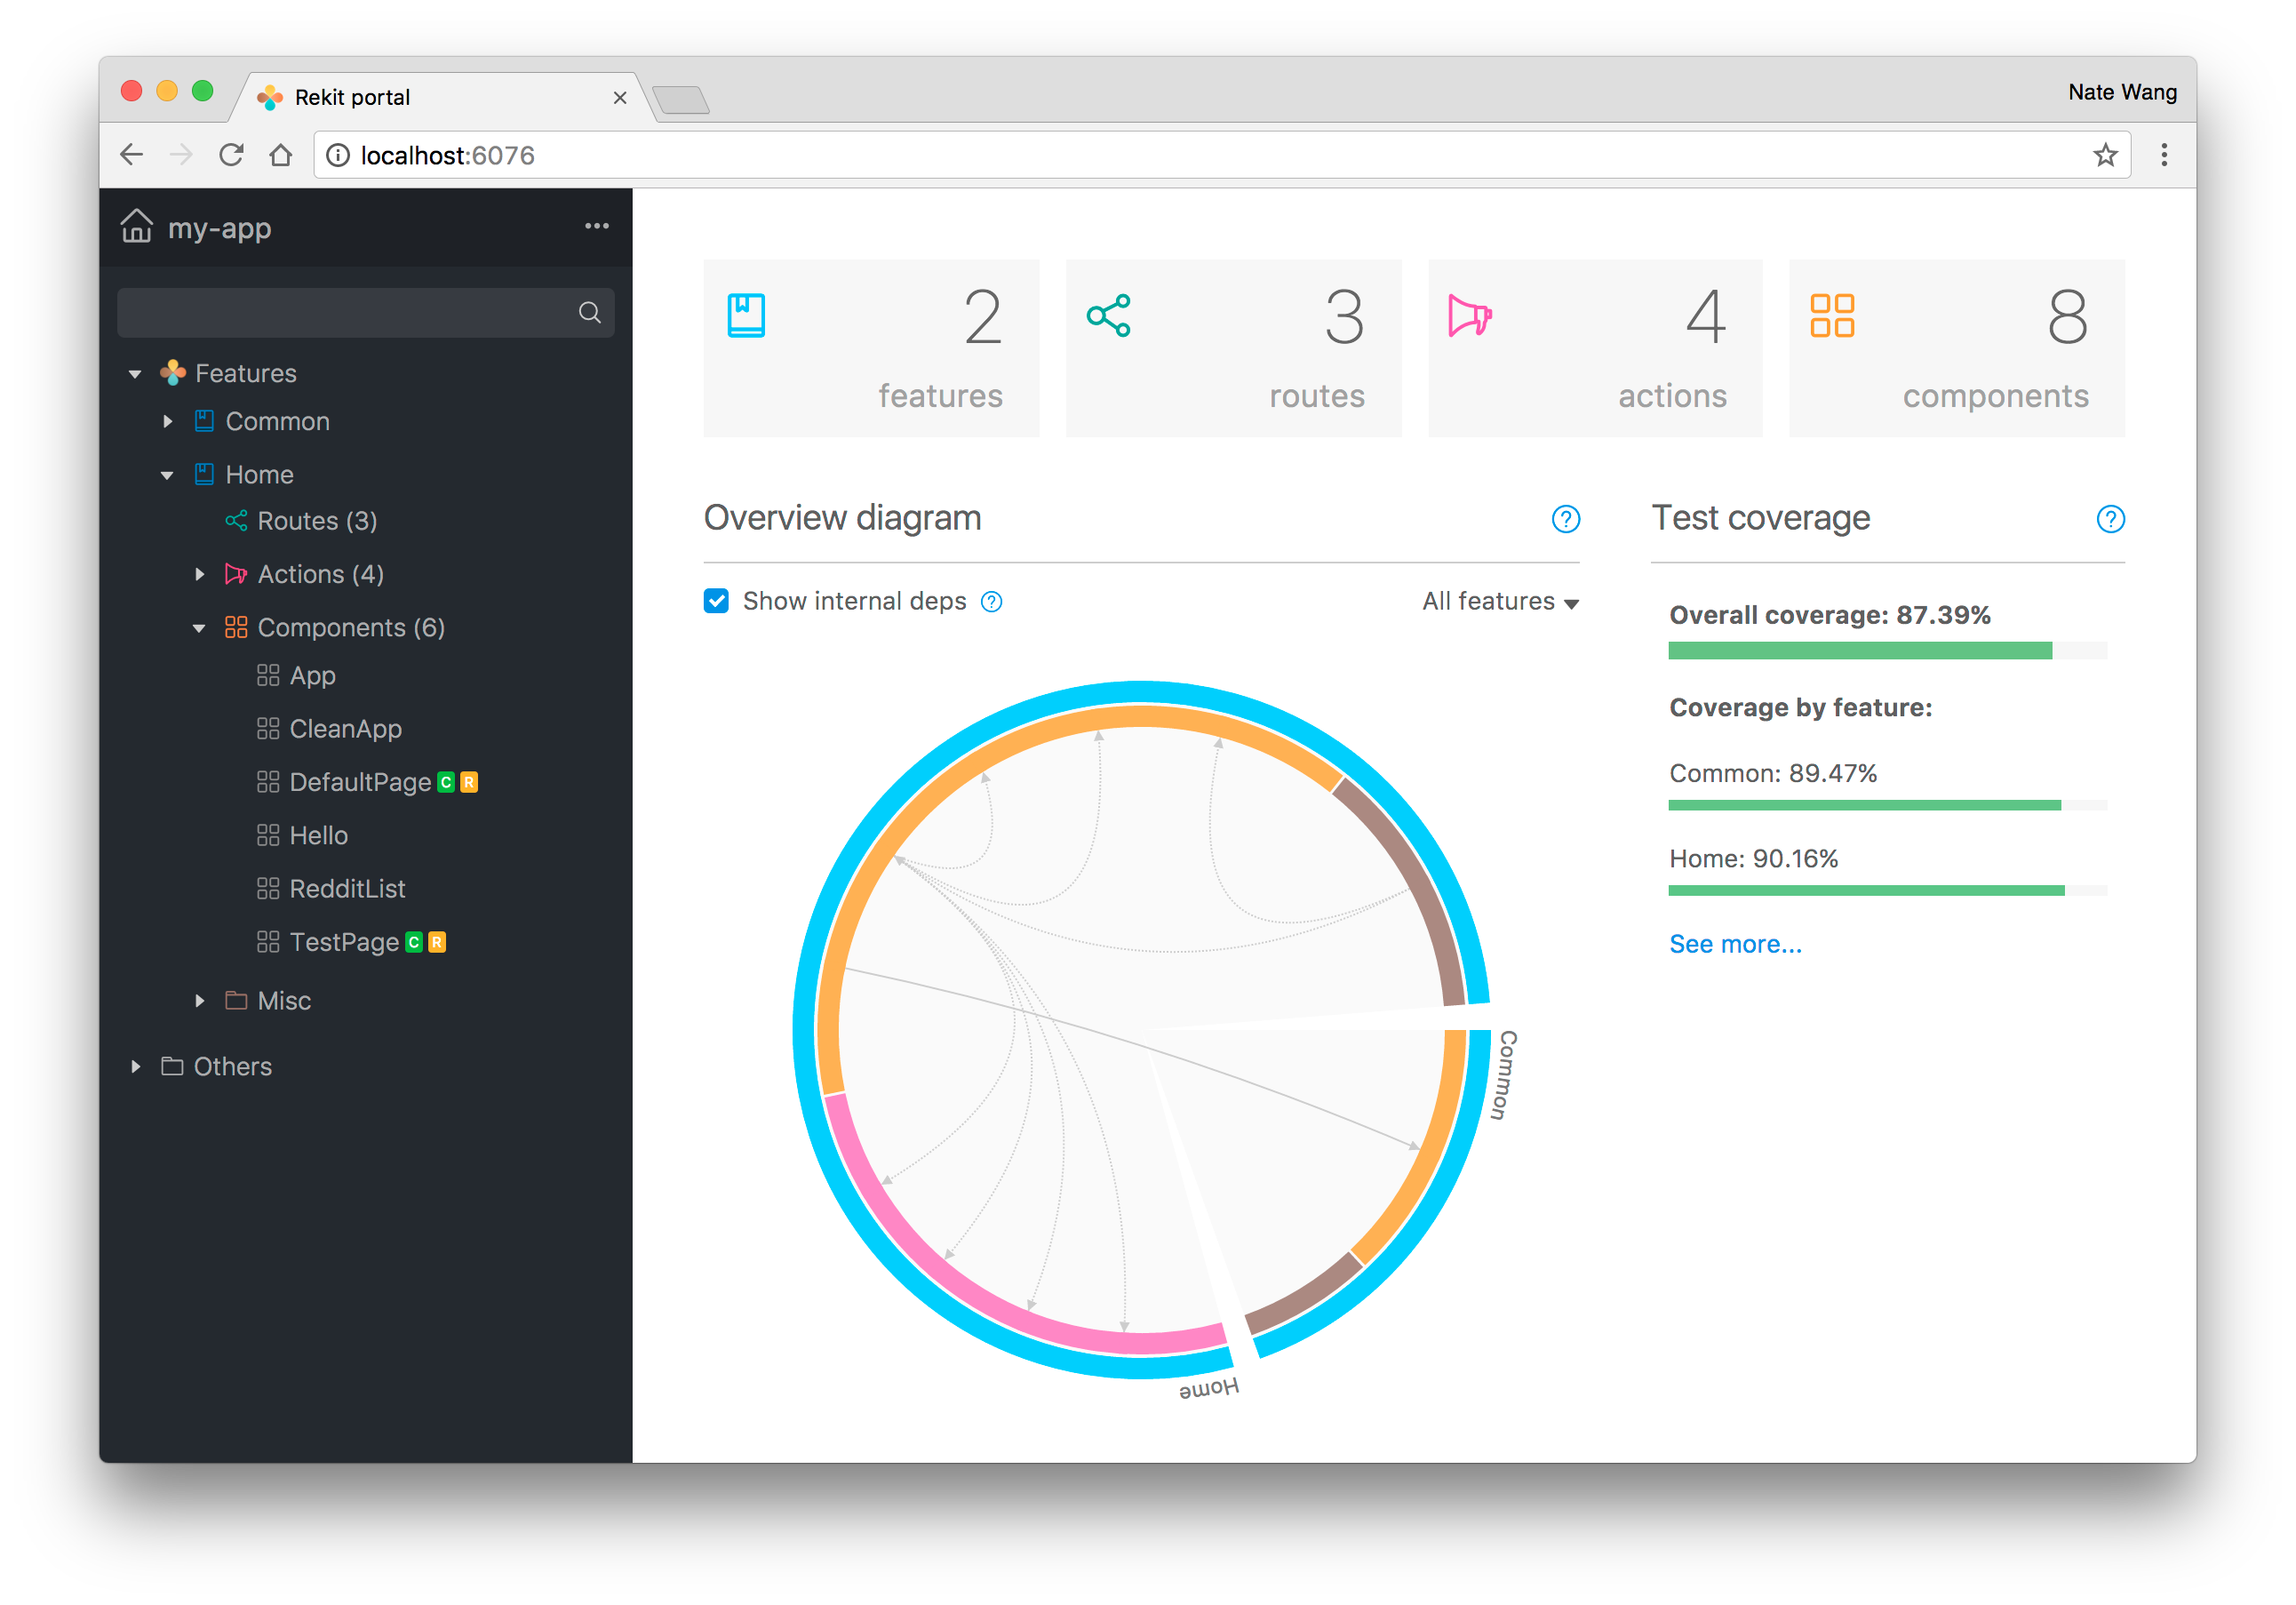 Rekit portal
Nate Wang
localhost:6076
my-app
Features
Common
Home
Routes (3)
Actions (4)
Components (6)
App
CleanApp
DefaultPage C R
Hello
RedditList
TestPage C R
Misc
Others
2
features
3
routes
4
actions
8
components
Overview diagram ?
Show internal deps ?
All features
Common
Home
Test coverage ?
Overall coverage: 87.39%
Coverage by feature:
Common: 89.47%
Home: 90.16%
See more...